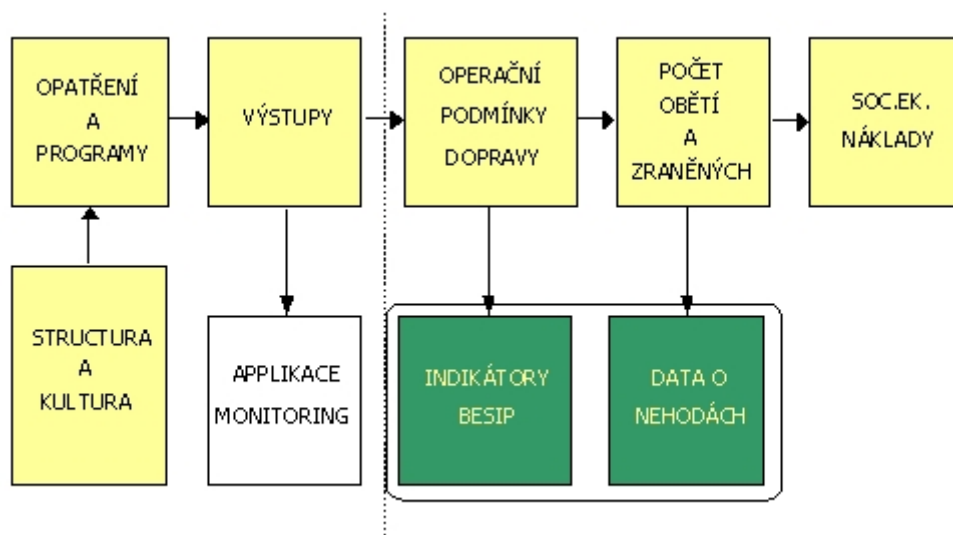 OPATŘENÍ
A
PROGRAMY
VÝSTUPY
OPERAČNÍ
PODMÍNKY
DOPRAVY
POČET
OBĚTÍ
A
ZRANĚNÝCH
SOC.EK.
NÁKLADY
STRUCTURA
A
KULTURA
APPLIKACE
MONITORING
INDIKÁTORY
BESIP
DATA O
NEHODÁCH